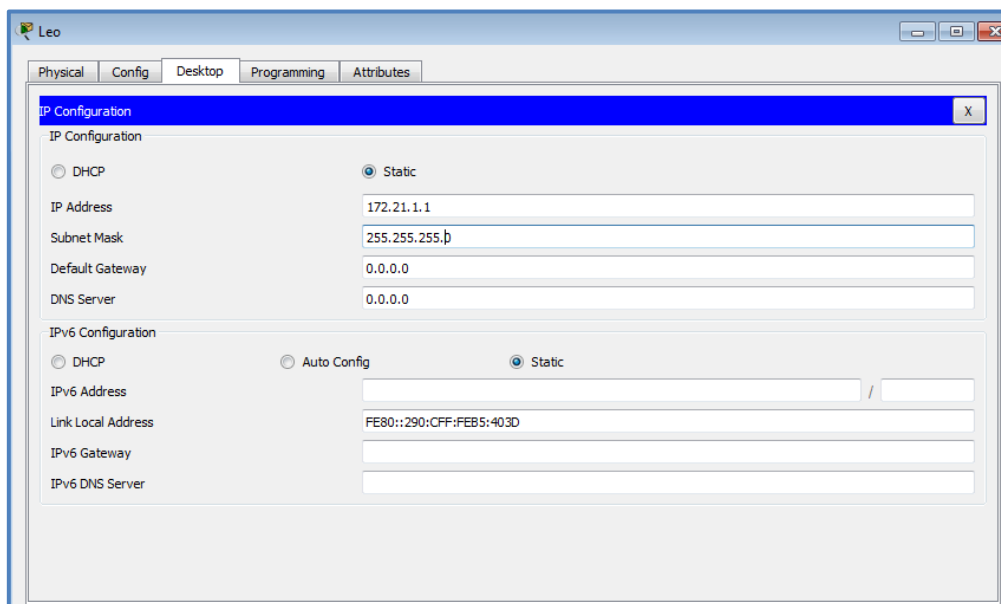 Leo
Physical Config Desktop Programming Attributes
IP Configuration X
IP Configuration
DHCP Static
IP Address 172.21.1.1
Subnet Mask 255.255.255.0
Default Gateway 0.0.0.0
DNS Server 0.0.0.0
IPv6 Configuration
DHCP Auto Config Static
IPv6 Address /
Link Local Address FE80::290:CFF:FEB5:403D
IPv6 Gateway
IPv6 DNS Server